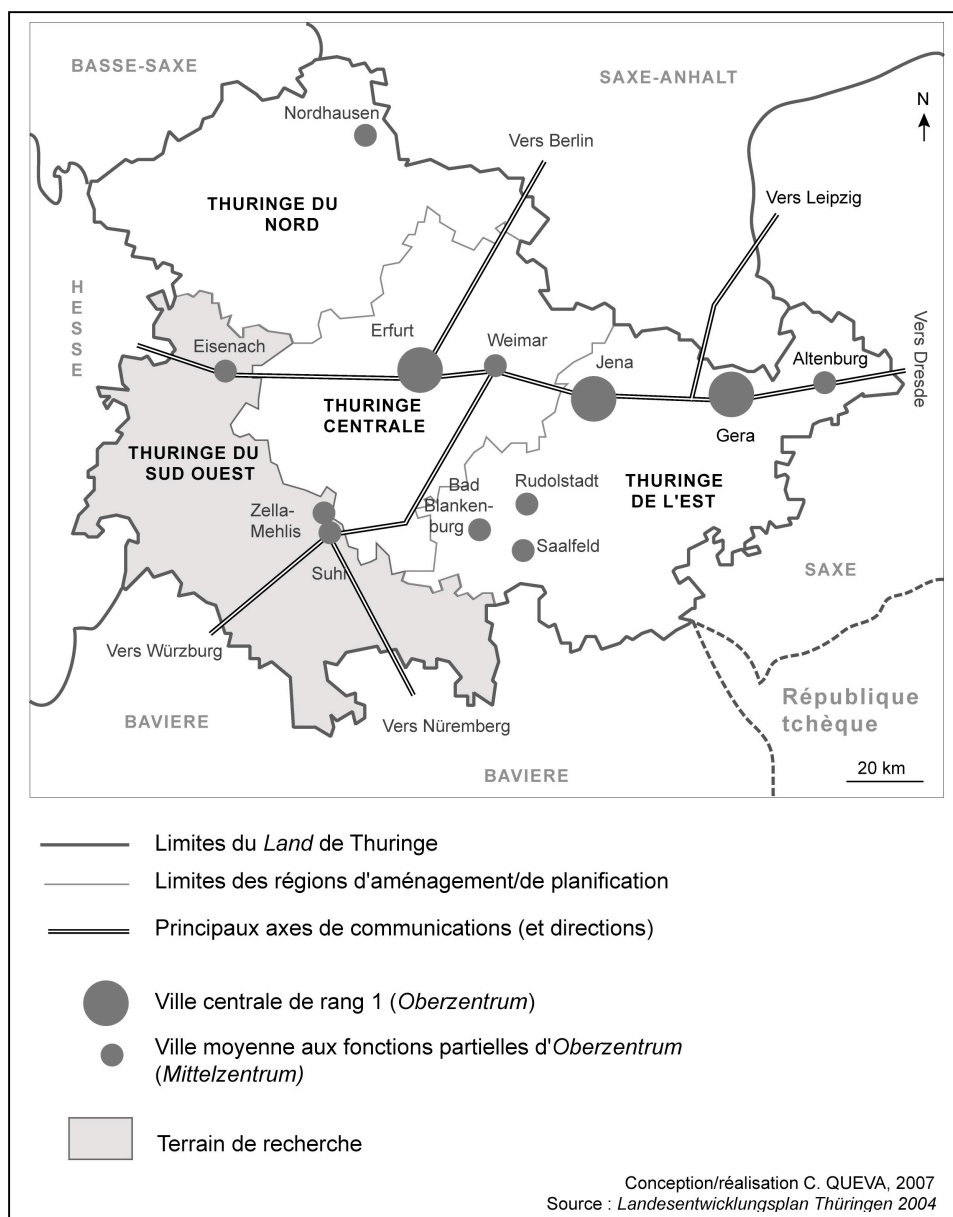 BASSE-SAXE
SAXE-ANHALT
N
Nordhausen
Vers Berlin
Vers Leipzig
THURINGE DU
NORD
HESSE
Eisenach
Erfurt
Weimar
Jena
Altenburg
Vers Dresde
Gera
THURINGE
CENTRALE
THURINGE DU
SUD OUEST
THURINGE
DE L'EST
Zella-
Mehlis
Suhl
Bad
Blanken-
burg
Rudolstadt
Saalfeld
SAXE
Vers Würzburg
Vers Nüremberg
BAVIERE
BAVIERE
République
tchèque
20 km
Limites du Land de Thuringe
Limites des régions d'aménagement/de planification
Principaux axes de communications (et directions)
Ville centrale de rang 1 (Oberzentrum)
Ville moyenne aux fonctions partielles d'Oberzentrum
(Mittelzentrum)
Terrain de recherche
Conception/réalisation C. QUEVA, 2007
Source : Landesentwicklungsplan Thüringen 2004